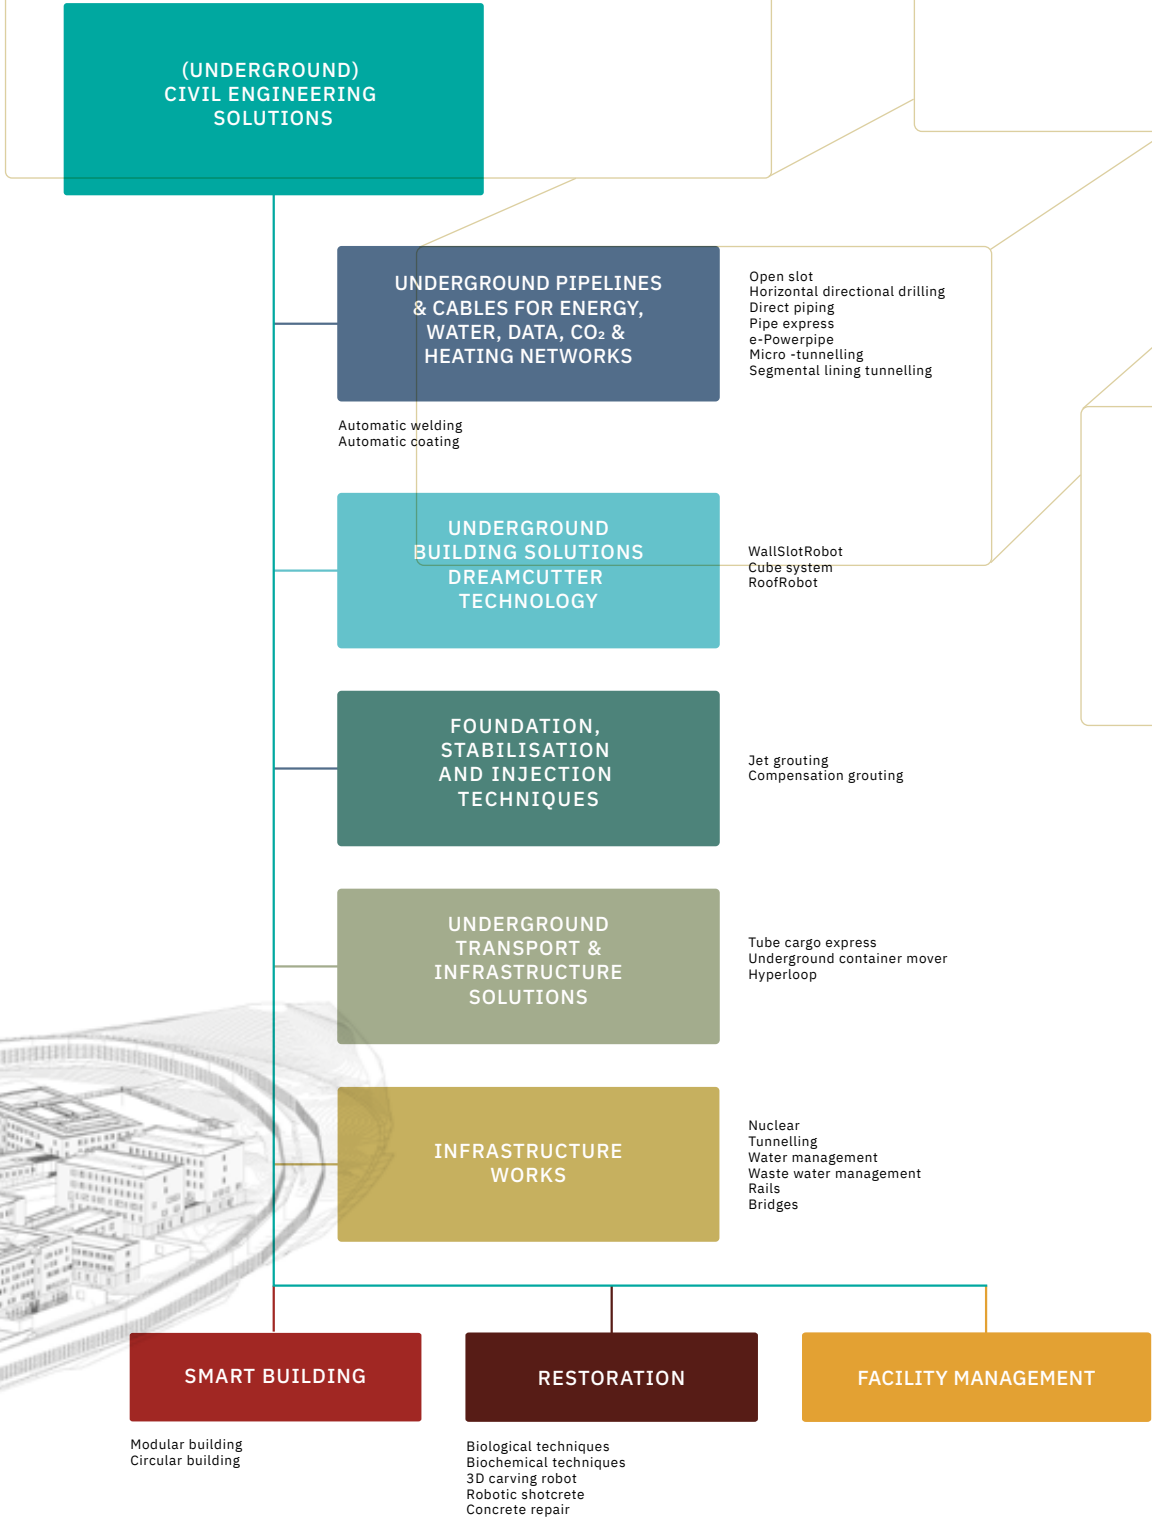 (UNDERGROUND)
CIVIL ENGINEERING
SOLUTIONS
UNDERGROUND PIPELINES
& CABLES FOR ENERGY,
WATER, DATA, CO₂ &
HEATING NETWORKS
Open slot
Horizontal directional drilling
Direct piping
Pipe express
e-Powerpipe
Micro -tunnelling
Segmental lining tunnelling
Automatic welding
Automatic coating
UNDERGROUND
BUILDING SOLUTIONS
DREAMCUTTER
TECHNOLOGY
WallSlotRobot
Cube system
RoofRobot
FOUNDATION,
STABILISATION
AND INJECTION
TECHNIQUES
Jet grouting
Compensation grouting
UNDERGROUND
TRANSPORT &
INFRASTRUCTURE
SOLUTIONS
Tube cargo express
Underground container mover
Hyperloop
INFRASTRUCTURE
WORKS
Nuclear
Tunnelling
Water management
Waste water management
Rails
Bridges
SMART BUILDING
Modular building
Circular building
RESTORATION
Biological techniques
Biochemical techniques
3D carving robot
Robotic shotcrete
Concrete repair
FACILITY MANAGEMENT